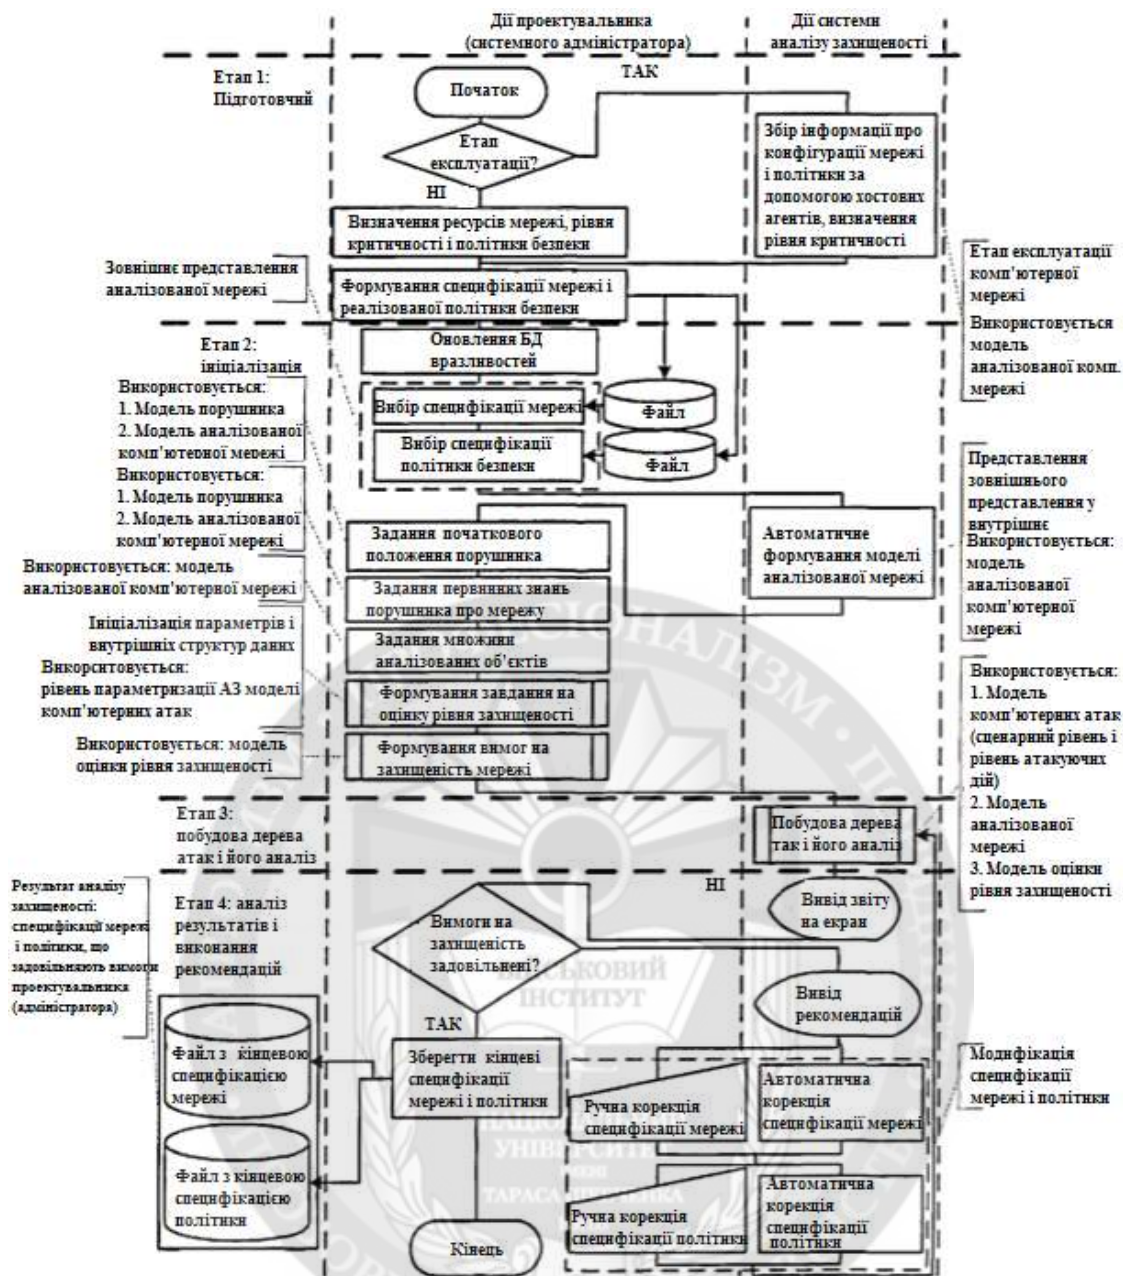 Дії проектувальника
(системного адміністратора)
Дії системи
аналізу захищеості
Етап 1:
Підготовчий
Початок
ТАК
Етап
експлуатації?
НІ
Збір інформації про
конфігурації мережі
і політики за
допомогою хостових
агентів, визначення
рівня критичності
Визначення ресурсів мережі, рівня
критичності і політики безпеки
Зовнішнє представлення
аналізованої мережі
Формування специфікації мережі і
реалізованої політики безпеки
Етап експлуатації
комп'ютерної
мережі
Використовується
модель
аналізованої комп.
мережі
Етап 2:
ініціалізація
Оновлення БД
вразливостей
Використовується:
1. Модель порушника
2. Модель аналізованої
комп'ютерної мережі
Вибір специфікації мережі
Файл
Вибір специфікації
політики безпеки
Файл
Використовується:
1. Модель порушника
2. Модель аналізованої
комп'ютерної мережі
Представлення
зовнішнього
представлення у
внутрішнє
Використовується:
модель
аналізованої
комп'ютерної
мережі
Задання початкового
положення порушника
Автоматичне
формування моделі
аналізованої мережі
Використовується: модель
аналізованої комп'ютерної мережі
Задання первинних знань
порушника про мережу
Ініціалізація параметрів і
внутрішніх структур даних
Задання множини
аналізованих об'єктів
Викорситовується:
рівень параметризації АЗ моделі
комп'ютерних атак
Формування завдання на
оцінку рівня захищеості
Використовується: модель
оцінки рівня захищеості
Формування вимог на
захищеність мережі
Використовується:
1. Модель
комп'ютерних атак
(сценарний рівень і
рівень атакуючих
дій)
2. Модель
аналізованої
мережі
3. Модель оцінки
рівня захищеості
Етап 3:
побудова дерева
атак і його аналіз
Побудова дерева
так і його аналіз
Результат аналізу
захищеості:
специфікації мережі
і політики, що
задовільняють вимоги
проектувальника
(адміністратора)
Етап 4: аналіз
результатів і
виконання
рекомендацій
Вимоги на
захищеність
задовільнені?
НІ
Вивід звіту
на екран
Вивід
рекомендацій
ТАК
Файл з кінцевою
специфікацією
мережі
Зберегти кінцеві
специфікації
мережі і політики
Ручна корекція
специфікації мережі
Автоматична
корекція
специфікації мережі
Модифікація
специфікації
мережі і політики
Файл з кінцевою
специфікацією
політики
Ручна корекція
специфікації політики
Автоматична
корекція
специфікації
політики
Кінець
ІНСТИТУТ